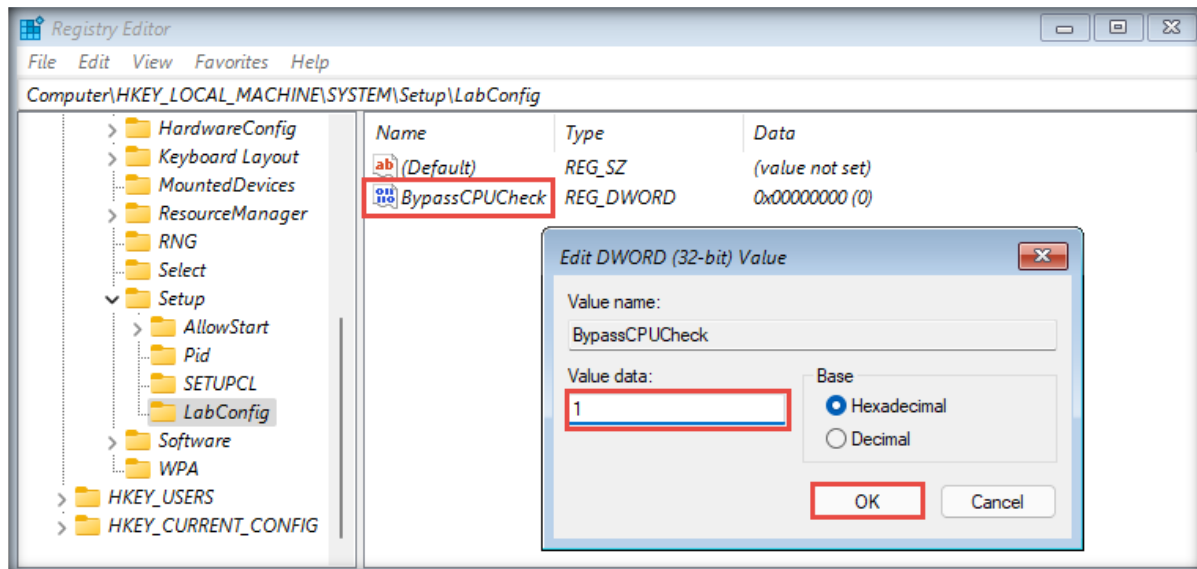 Registry Editor
File Edit View Favorites Help
Computer\HKEY_LOCAL_MACHINE\SYSTEM\Setup\LabConfig
HardwareConfig
Keyboard Layout
MountedDevices
ResourceManager
RNG
Select
Setup
AllowStart
Pid
SETUPCL
LabConfig
Software
WPA
HKEY_USERS
HKEY_CURRENT_CONFIG
Name Type Data
ab (Default) REG_SZ (value not set)
BypassCPUCheck REG_DWORD 0x00000000 (0)
Edit DWORD (32-bit) Value
Value name:
BypassCPUCheck
Value data:
1
Base
Hexadecimal
Decimal
OK Cancel